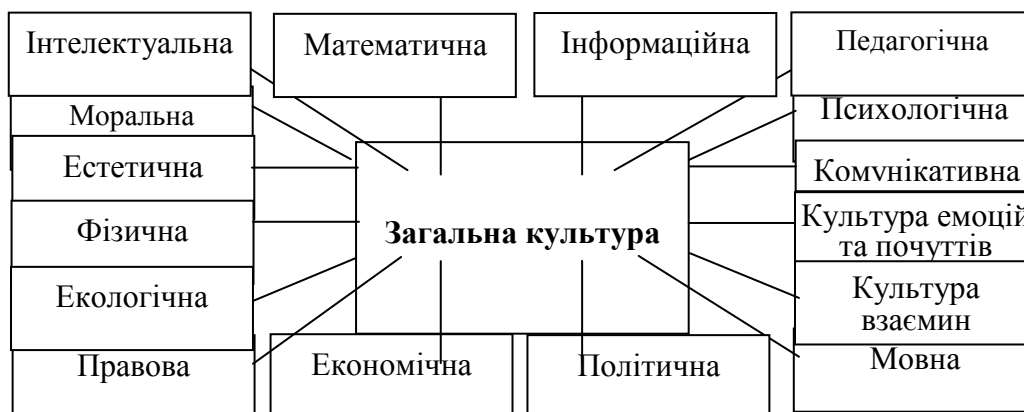 Інтелектуальна
Математична
Інформаційна
Педагогічна
Моральна
Психологічна
Естетична
Комунікативна
Фізична
Загальна культура
Культура емоцій
та почуттів
Екологічна
Культура
взаємин
Правова
Економічна
Політична
Мовна